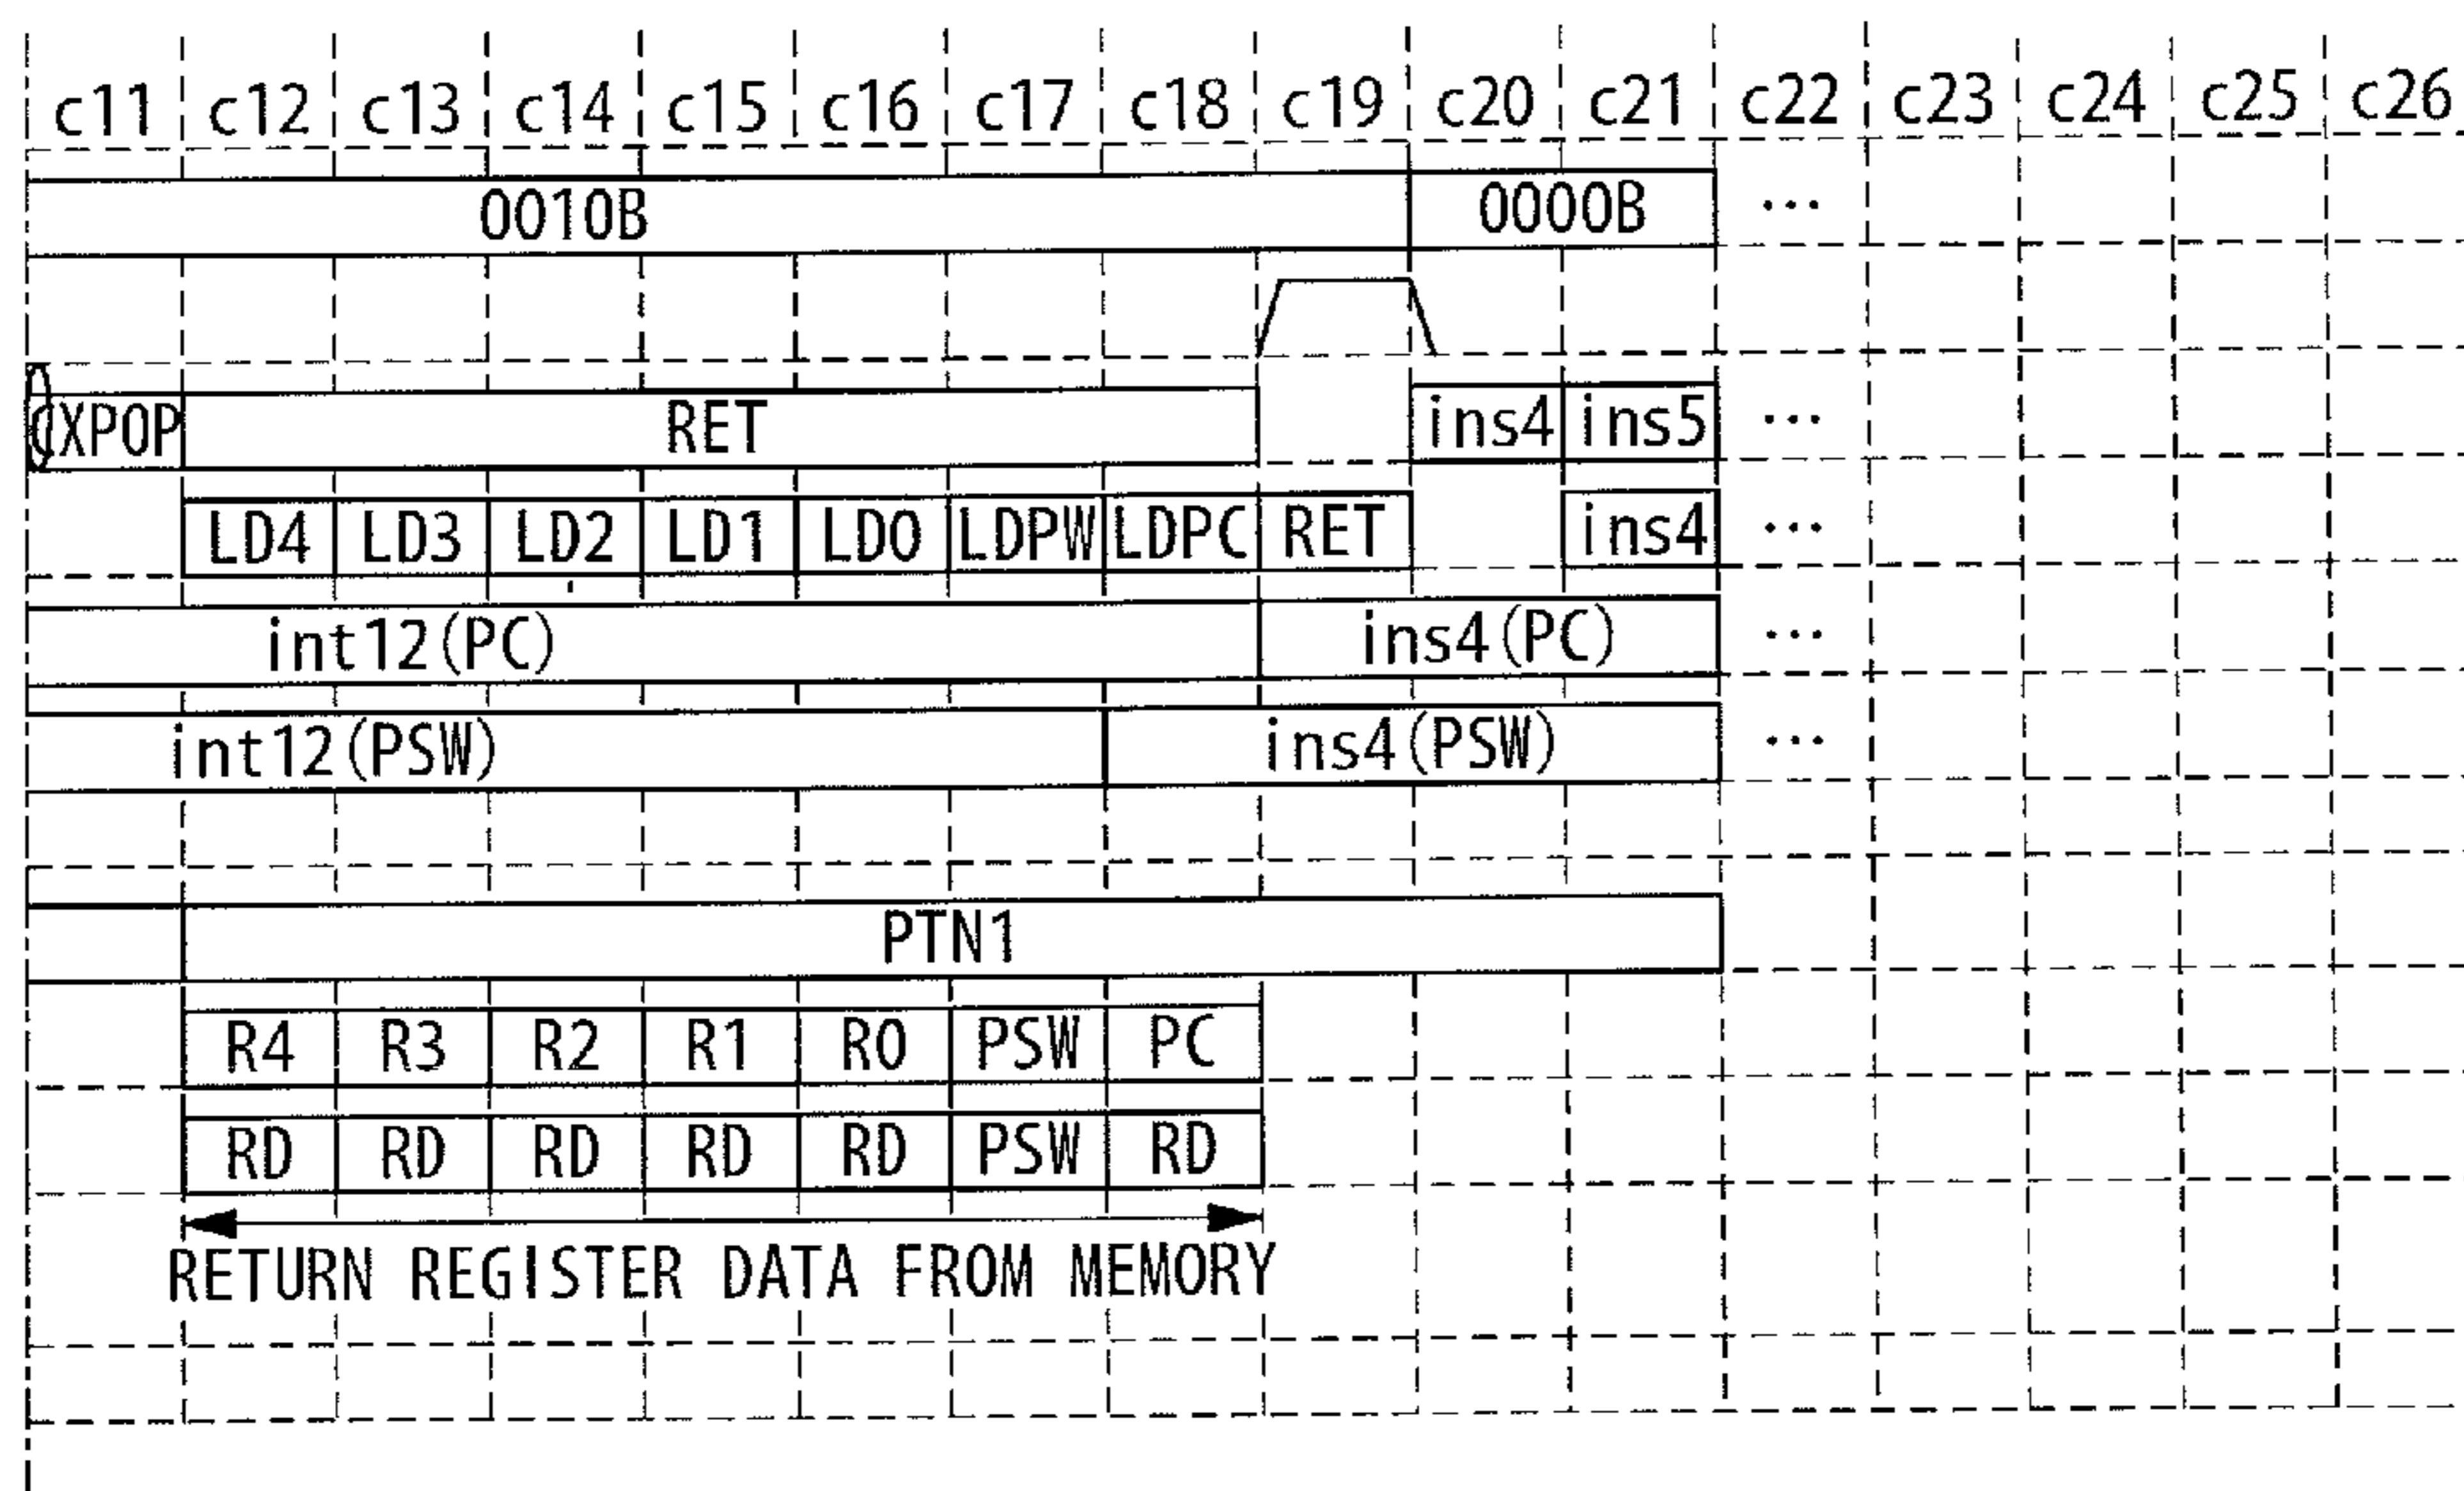 c11 c12 c13 c14 c15 c16 c17 c18 c19 c20 c21 c22 c23 c24 c25 c26
0010B 0000B ...
CXPOP RET ins4 ins5 ...
LD4 LD3 LD2 LD1 LD0 LDPW LDPC RET ins4 ...
int12(PC) ins4(PC) ...
int12(PSW) ins4(PSW) ...
PTN1
R4 R3 R2 R1 R0 PSW PC
RD RD RD RD RD PSW RD
RETURN REGISTER DATA FROM MEMORY